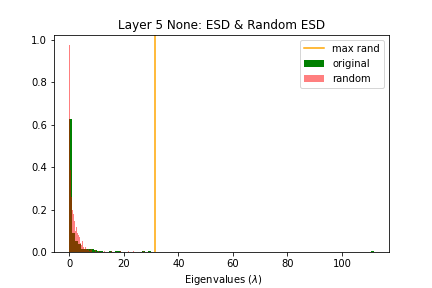 Layer 5 None: ESD & Random ESD
max rand
original
random
1.0
0.8
0.6
0.4
0.2
0.0
0 20 40 60 80 100
Eigenvalues (λ)